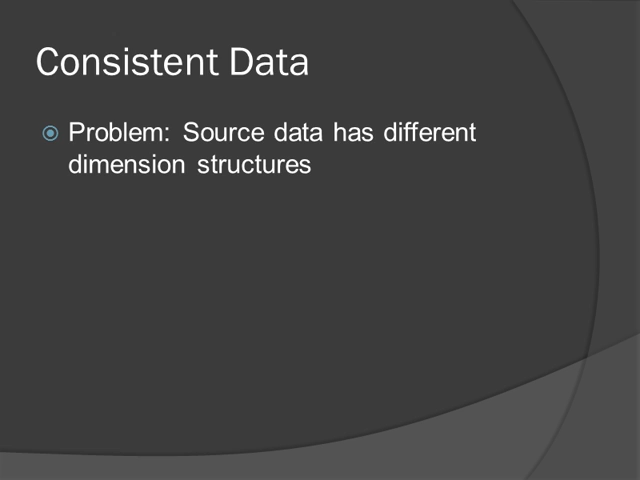 Consistent Data
Problem: Source data has different
dimension structures